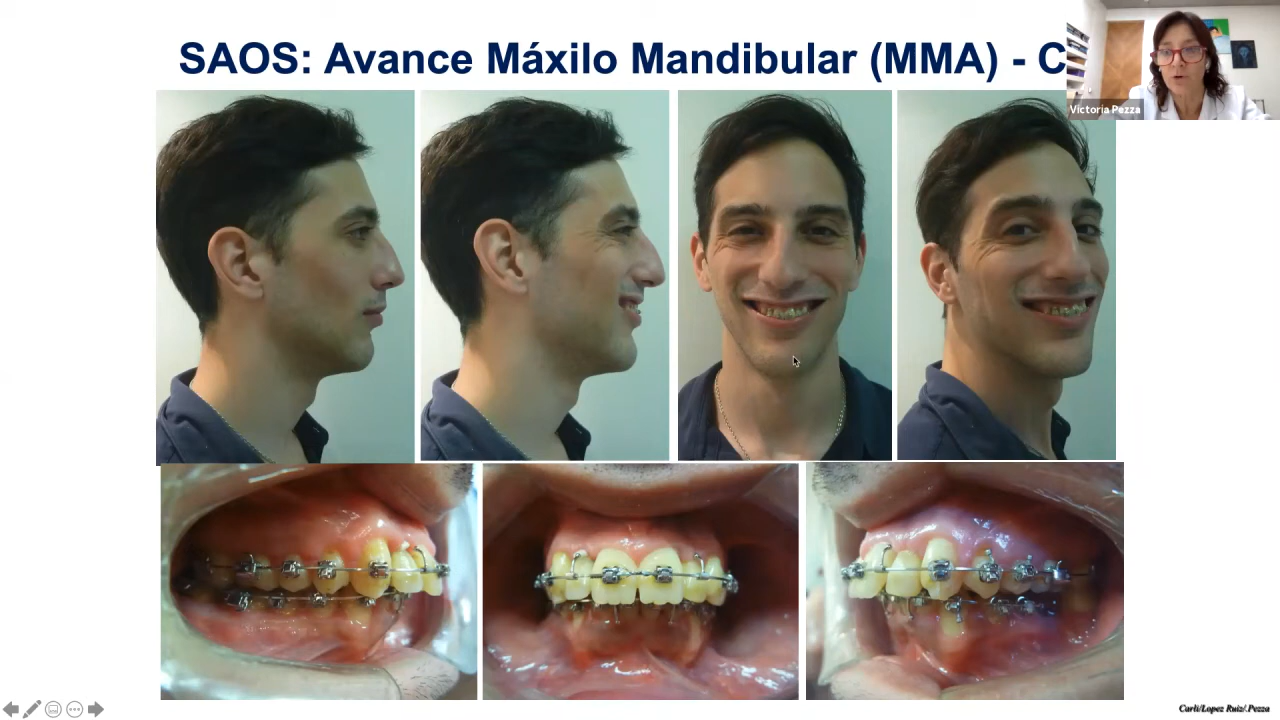 SAOS: Avance Máxilo Mandibular (MMA) - C
Victoria Pezza
Carli/Lopez Ruiz/.Pezza